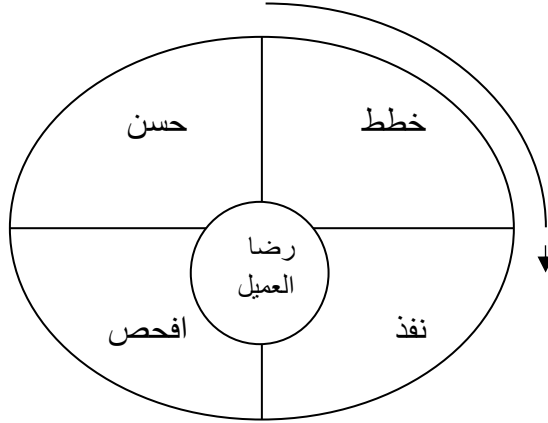 خطط
حسن
رضا
العميل
نفذ
افحص